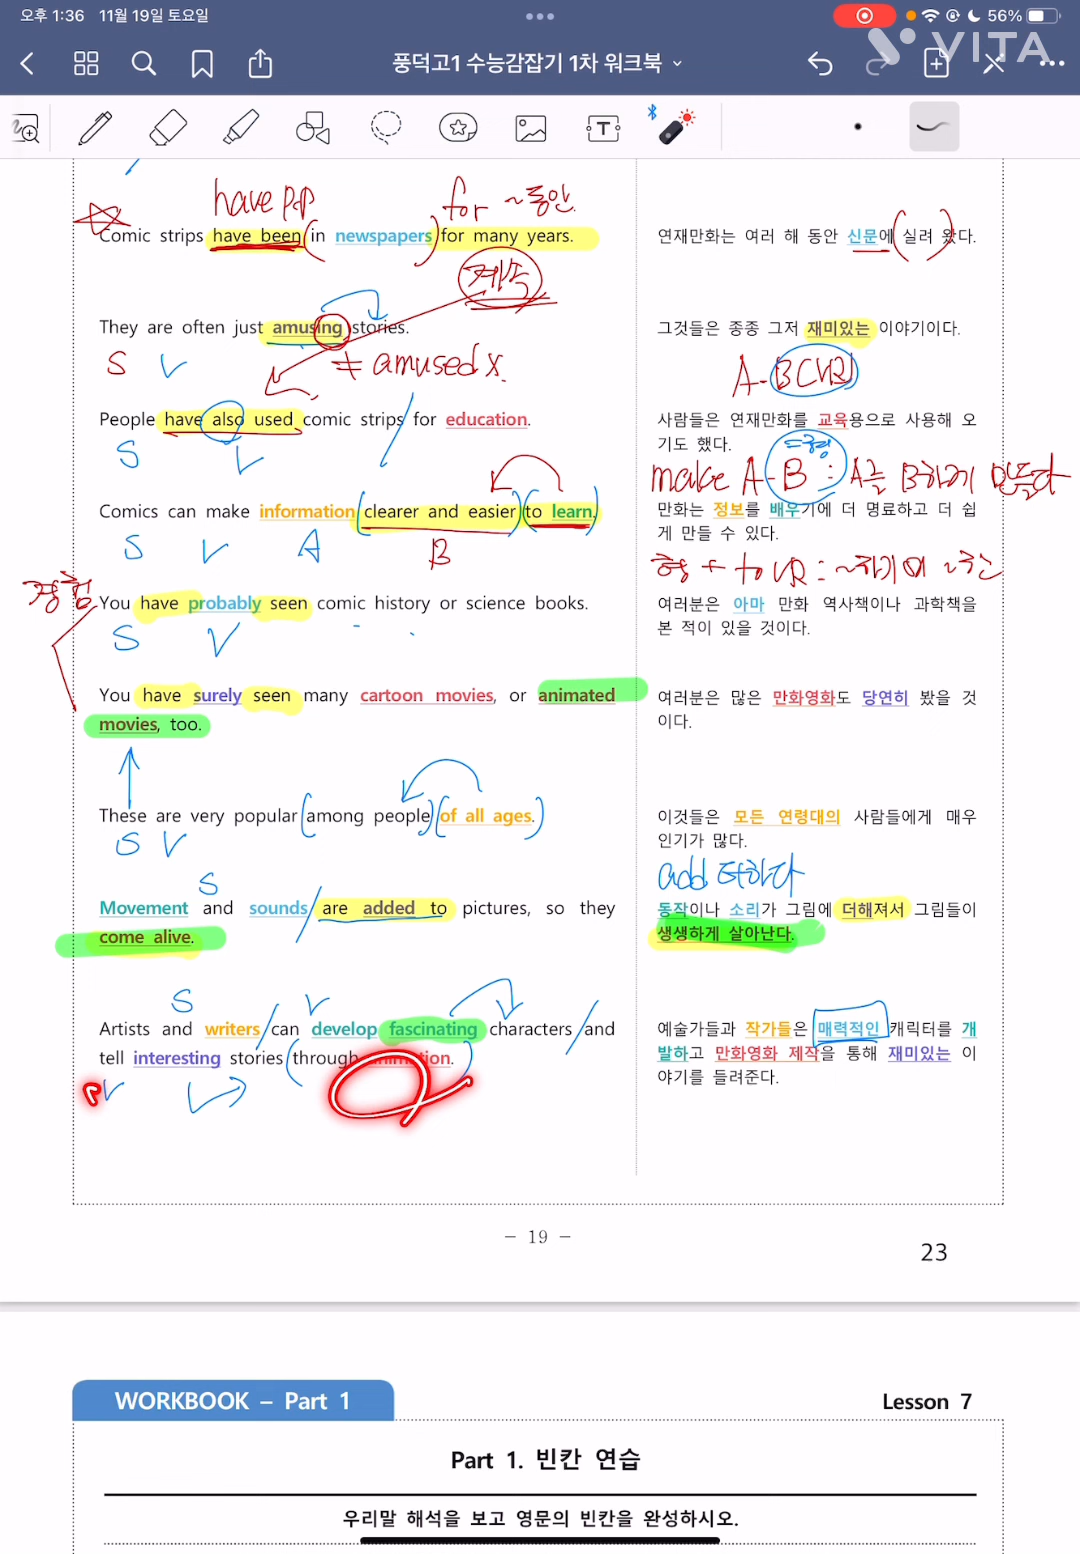 오후 1:36 11월 19일 토요일
56%
VITA
풍덕고1 수능감잡기 1차 워크북
have p.p for ~동안
Comic strips have been in newspapers for many years.
연재만화는 여러 해 동안 신문에 실려 왔다.
계속
They are often just amusing stories.
그것들은 종종 그저 재미있는 이야기이다.
S V ≠ amused x.
A-B(VR)
People have also used comic strips for education.
사람들은 연재만화를 교육용으로 사용해 오
기도 했다.
S V
make A-B : A를 B하게 만들다
Comics can make information clearer and easier to learn.
만화는 정보를 배우기에 더 명료하고 더 쉽
게 만들 수 있다.
S V A B
형 + to VR : ~하기에 ~한
경험
You have probably seen comic history or science books.
여러분은 아마 만화 역사책이나 과학책을
본 적이 있을 것이다.
S V
You have surely seen many cartoon movies, or animated
movies, too.
여러분은 많은 만화영화도 당연히 봤을 것
이다.
These are very popular among people of all ages.
이것들은 모든 연령대의 사람들에게 매우
인기가 많다.
S V
S
add 더하다
Movement and sounds are added to pictures, so they
come alive.
동작이나 소리가 그림에 더해져서 그림들이
생생하게 살아난다.
S V
Artists and writers can develop fascinating characters and
tell interesting stories through animation.
예술가들과 작가들은 매력적인 캐릭터를 개
발하고 만화영화 제작을 통해 재미있는 이
야기를 들려준다.
V
- 19 -
23
WORKBOOK – Part 1
Lesson 7
Part 1. 빈칸 연습
우리말 해석을 보고 영문의 빈칸을 완성하시오.